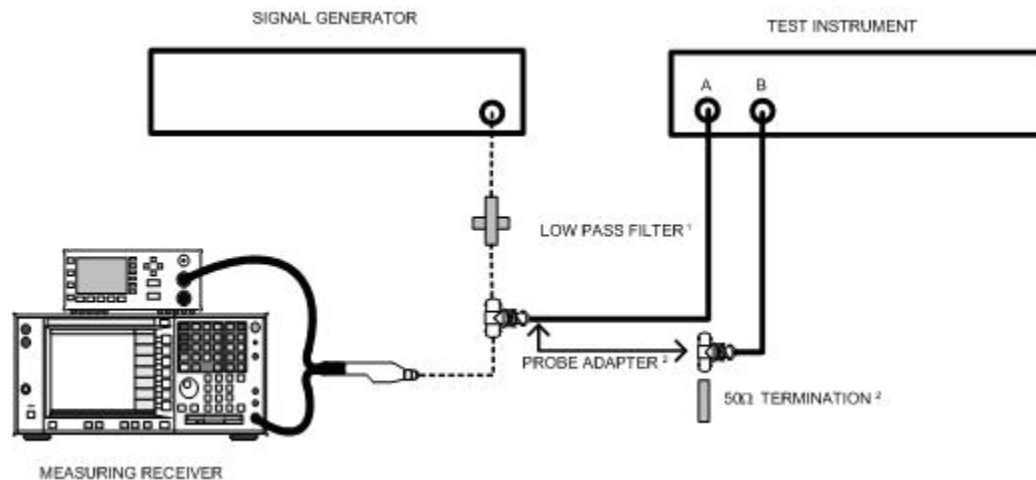 SIGNAL GENERATOR
TEST INSTRUMENT
A B
LOW PASS FILTER ¹
PROBE ADAPTER ²
50Ω TERMINATION ²
MEASURING RECEIVER